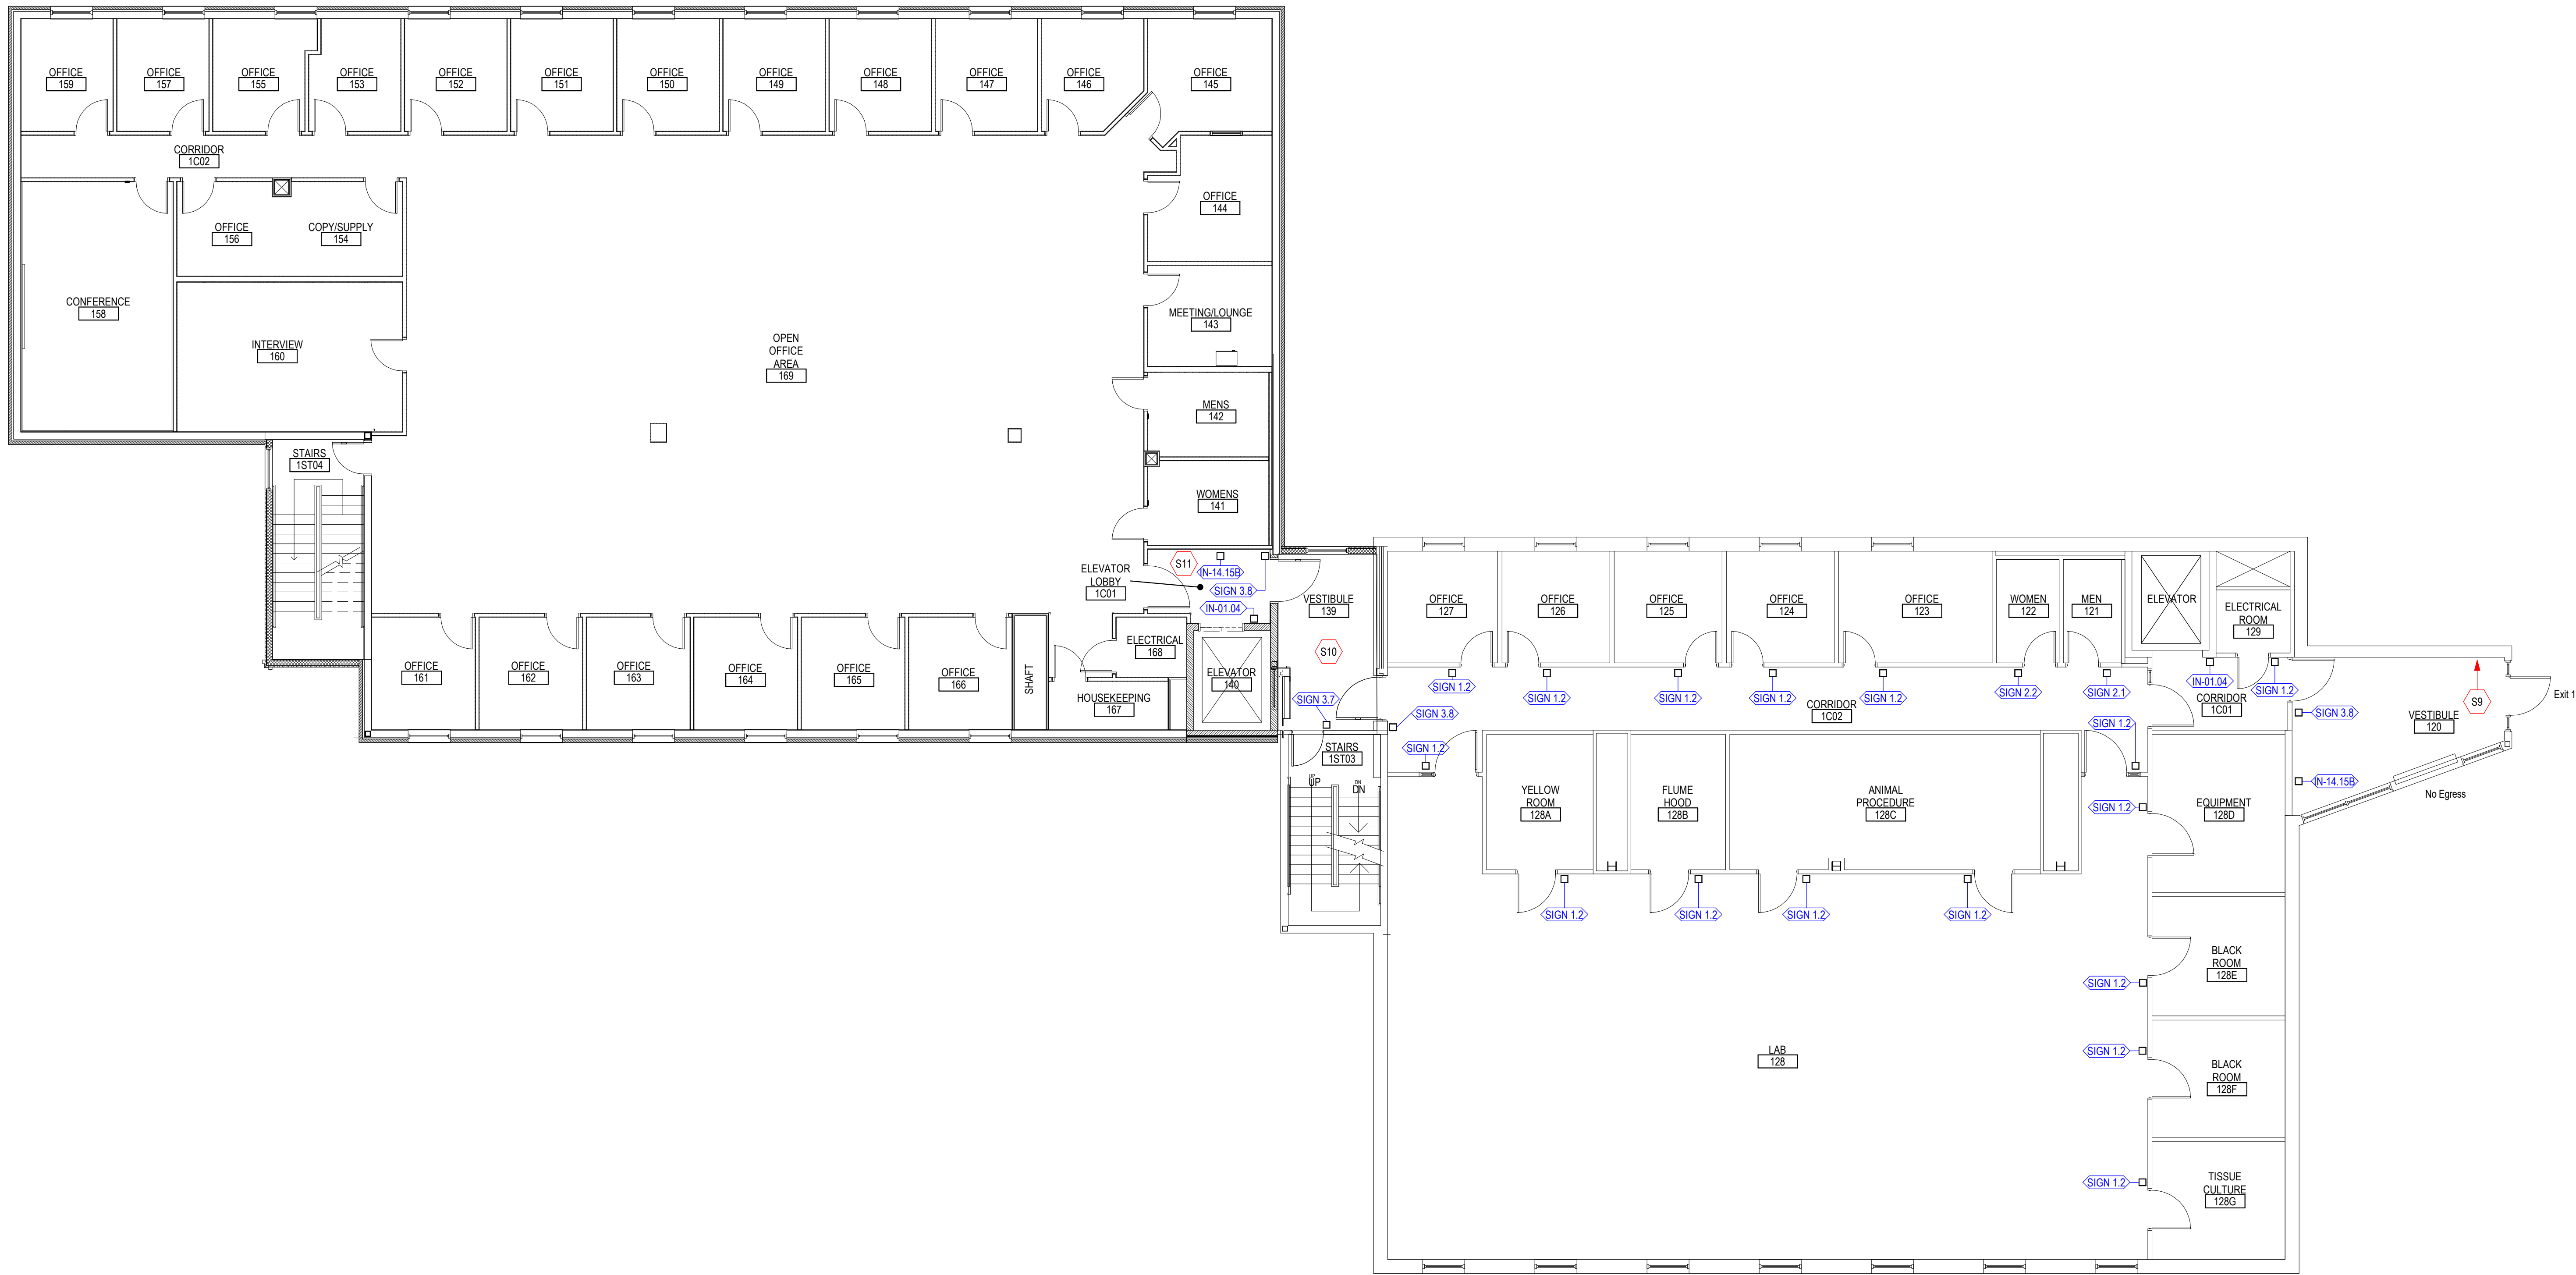 OFFICE
159
OFFICE
157
OFFICE
155
OFFICE
153
OFFICE
152
OFFICE
151
OFFICE
150
OFFICE
149
OFFICE
148
OFFICE
147
OFFICE
146
OFFICE
145
CORRIDOR
1C02
OFFICE
156
COPY/SUPPLY
154
OFFICE
144
CONFERENCE
158
INTERVIEW
160
OPEN
OFFICE
AREA
169
MEETING/LOUNGE
143
MENS
142
WOMENS
141
STAIRS
1ST04
S11
IN-14.15B
SIGN 3.8
IN-01.04
ELEVATOR
LOBBY
1C01
VESTIBULE
139
S10
OFFICE
161
OFFICE
162
OFFICE
163
OFFICE
164
OFFICE
165
OFFICE
166
SHAFT
ELECTRICAL
168
HOUSEKEEPING
167
ELEVATOR
140
SIGN 3.7
STAIRS
1ST03
UP
UP
DN
DN
OFFICE
127
OFFICE
126
OFFICE
125
OFFICE
124
OFFICE
123
WOMEN
122
MEN
121
ELEVATOR
ELECTRICAL
ROOM
129
SIGN 1.2
SIGN 1.2
SIGN 1.2
SIGN 1.2
SIGN 1.2
SIGN 2.2
SIGN 2.1
IN-01.04
SIGN 1.2
CORRIDOR
1C01
SIGN 3.8
CORRIDOR
1C02
SIGN 1.2
SIGN 3.8
VESTIBULE
120
S9
Exit 1
SIGN 1.2
IN-14.15B
No Egress
YELLOW
ROOM
128A
FLUME
HOOD
128B
ANIMAL
PROCEDURE
128C
SIGN 1.2
EQUIPMENT
128D
SIGN 1.2
SIGN 1.2
SIGN 1.2
SIGN 1.2
BLACK
ROOM
128E
SIGN 1.2
LAB
128
SIGN 1.2
BLACK
ROOM
128F
SIGN 1.2
TISSUE
CULTURE
128G